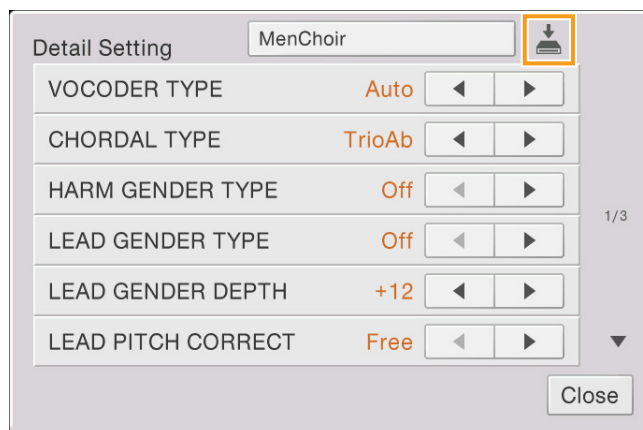 Detail Setting MenChoir
VOCODER TYPE Auto
CHORDAL TYPE TrioAb
HARM GENDER TYPE Off
1/3
LEAD GENDER TYPE Off
LEAD GENDER DEPTH +12
LEAD PITCH CORRECT Free
Close